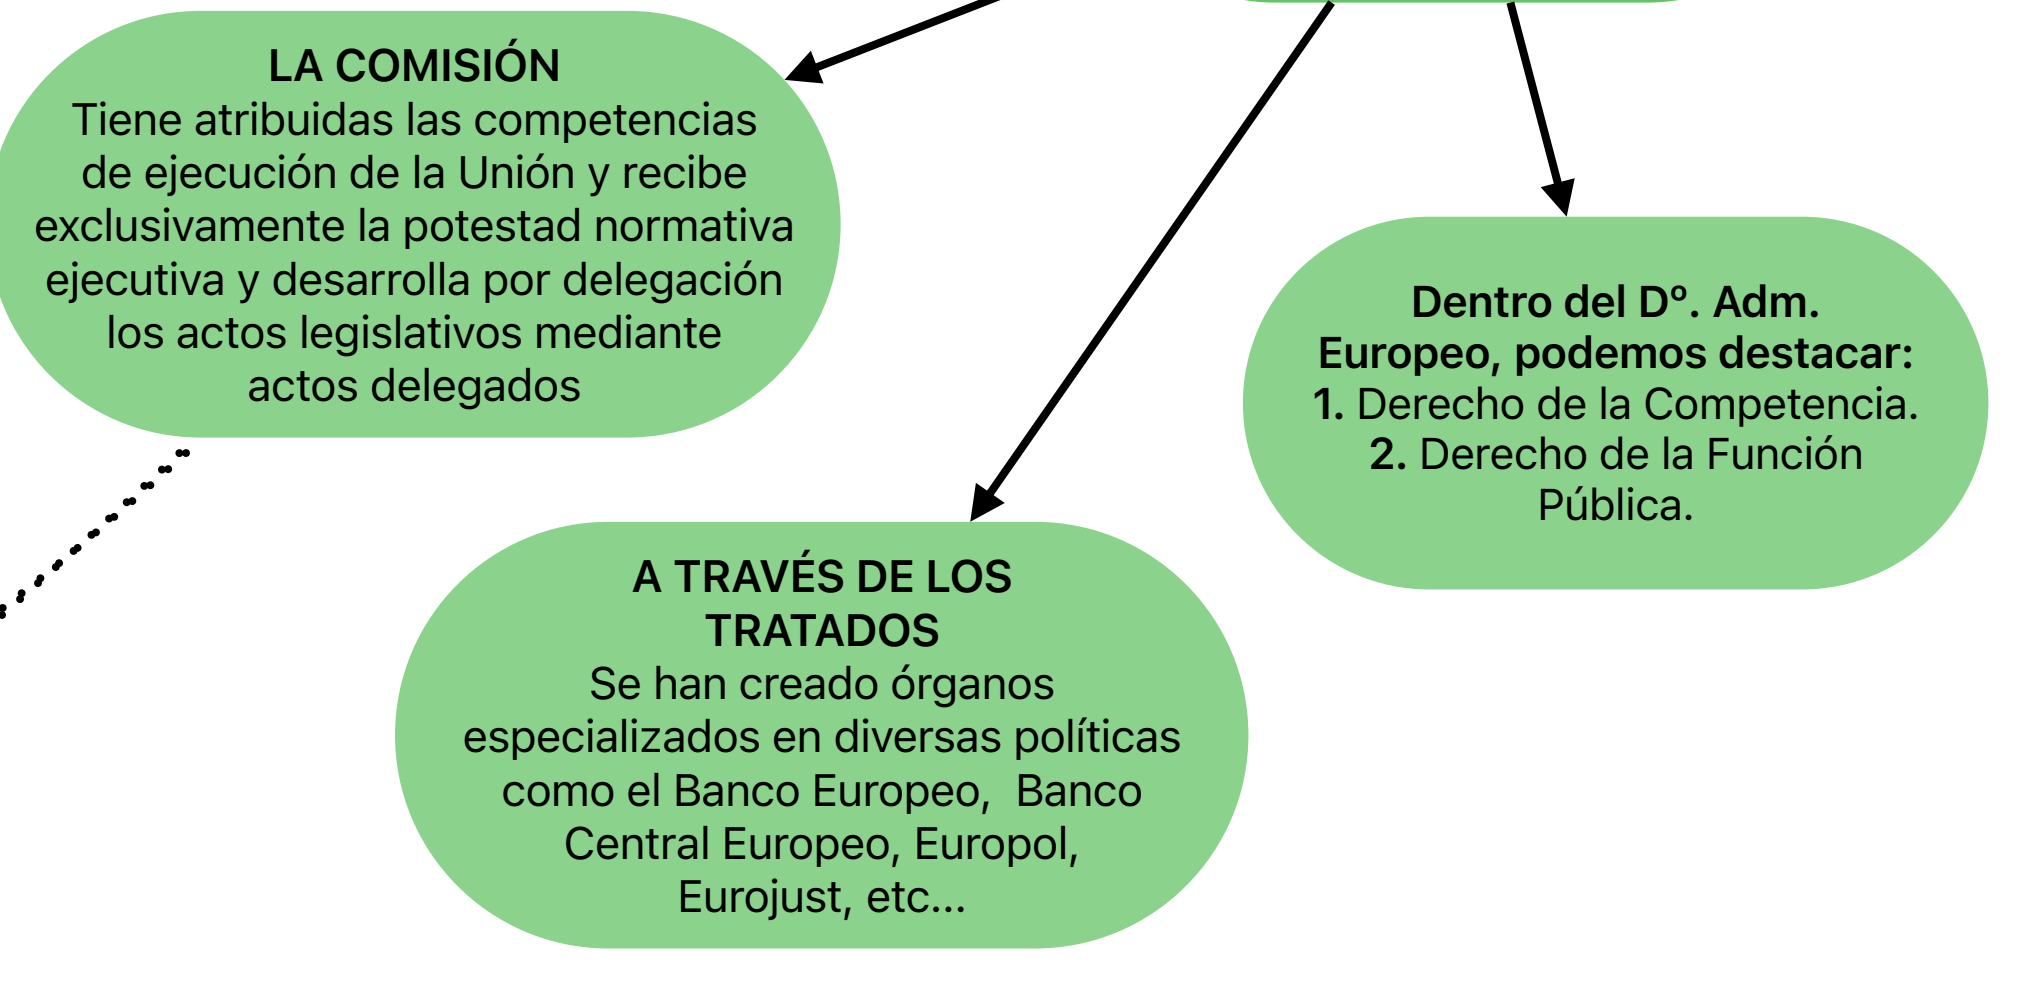 LA COMISIÓN
Tiene atribuidas las competencias
de ejecución de la Unión y recibe
exclusivamente la potestad normativa
ejecutiva y desarrolla por delegación
los actos legislativos mediante
actos delegados
Dentro del Dº. Adm.
Europeo, podemos destacar:
1. Derecho de la Competencia.
2. Derecho de la Función
Pública.
A TRAVÉS DE LOS
TRATADOS
Se han creado órganos
especializados en diversas políticas
como el Banco Europeo,  Banco
Central Europeo, Europol,
Eurojust, etc...